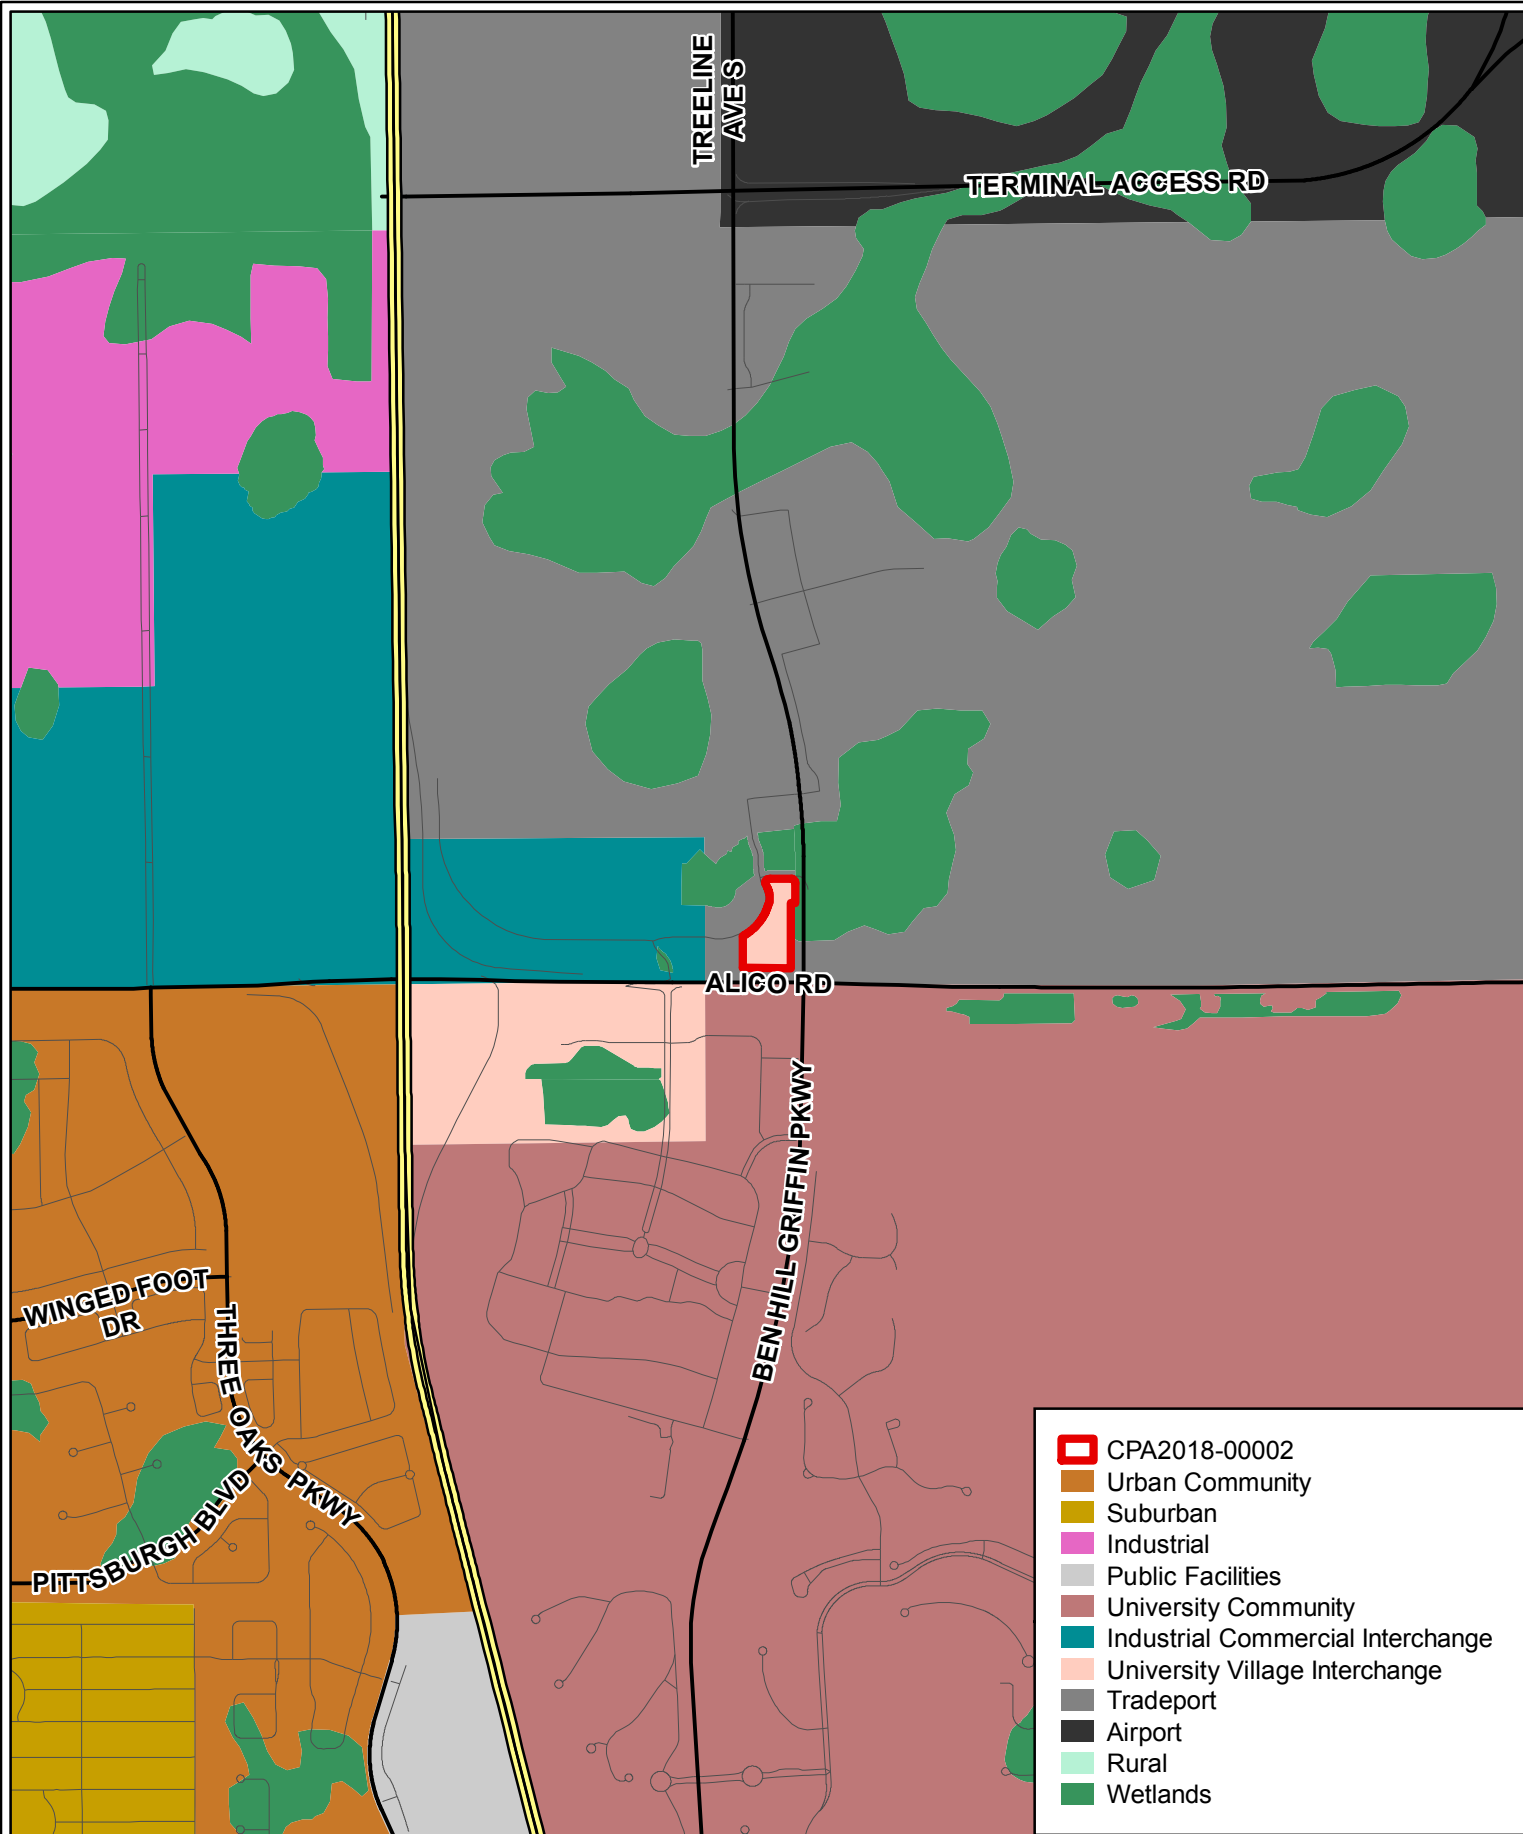 TREELINE
AVE S
TERMINAL ACCESS RD
ALICO RD
BEN HILL GRIFFIN PKWY
WINGED FOOT
DR
THREE OAKS PKWY
PITTSBURGH BLVD
CPA2018-00002
Urban Community
Suburban
Industrial
Public Facilities
University Community
Industrial Commercial Interchange
University Village Interchange
Tradeport
Airport
Rural
Wetlands